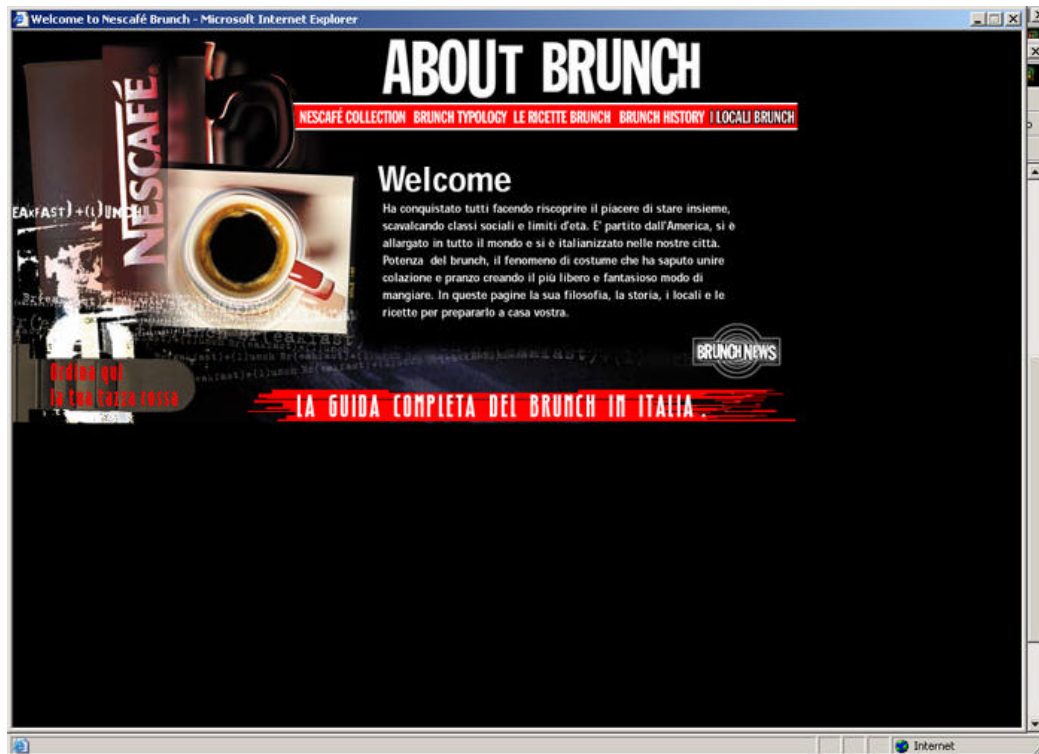 Welcome to Nescafé Brunch - Microsoft Internet Explorer
ABOUT BRUNCH
NESCAFÉ COLLECTION BRUNCH TYPOLOGY LE RICETTE BRUNCH BRUNCH HISTORY I LOCALI BRUNCH
NESCAFÉ.
Welcome
Ha conquistato tutti facendo riscoprire il piacere di stare insieme,
scavalcando classi sociali e limiti d'età. E' partito dall'America, si è
allargato in tutto il mondo e si è italianizzato nelle nostre città.
Potenza del brunch, il fenomeno di costume che ha saputo unire
colazione e pranzo creando il più libero e fantasioso modo di
mangiare. In queste pagine la sua filosofia, la storia, i locali e le
ricette per prepararlo a casa vostra.
EAKFAST)+(L)UNCH
BRUNCH NEWS
Ordina qui
la tua tazza rossa
LA GUIDA COMPLETA DEL BRUNCH IN ITALIA.
Internet